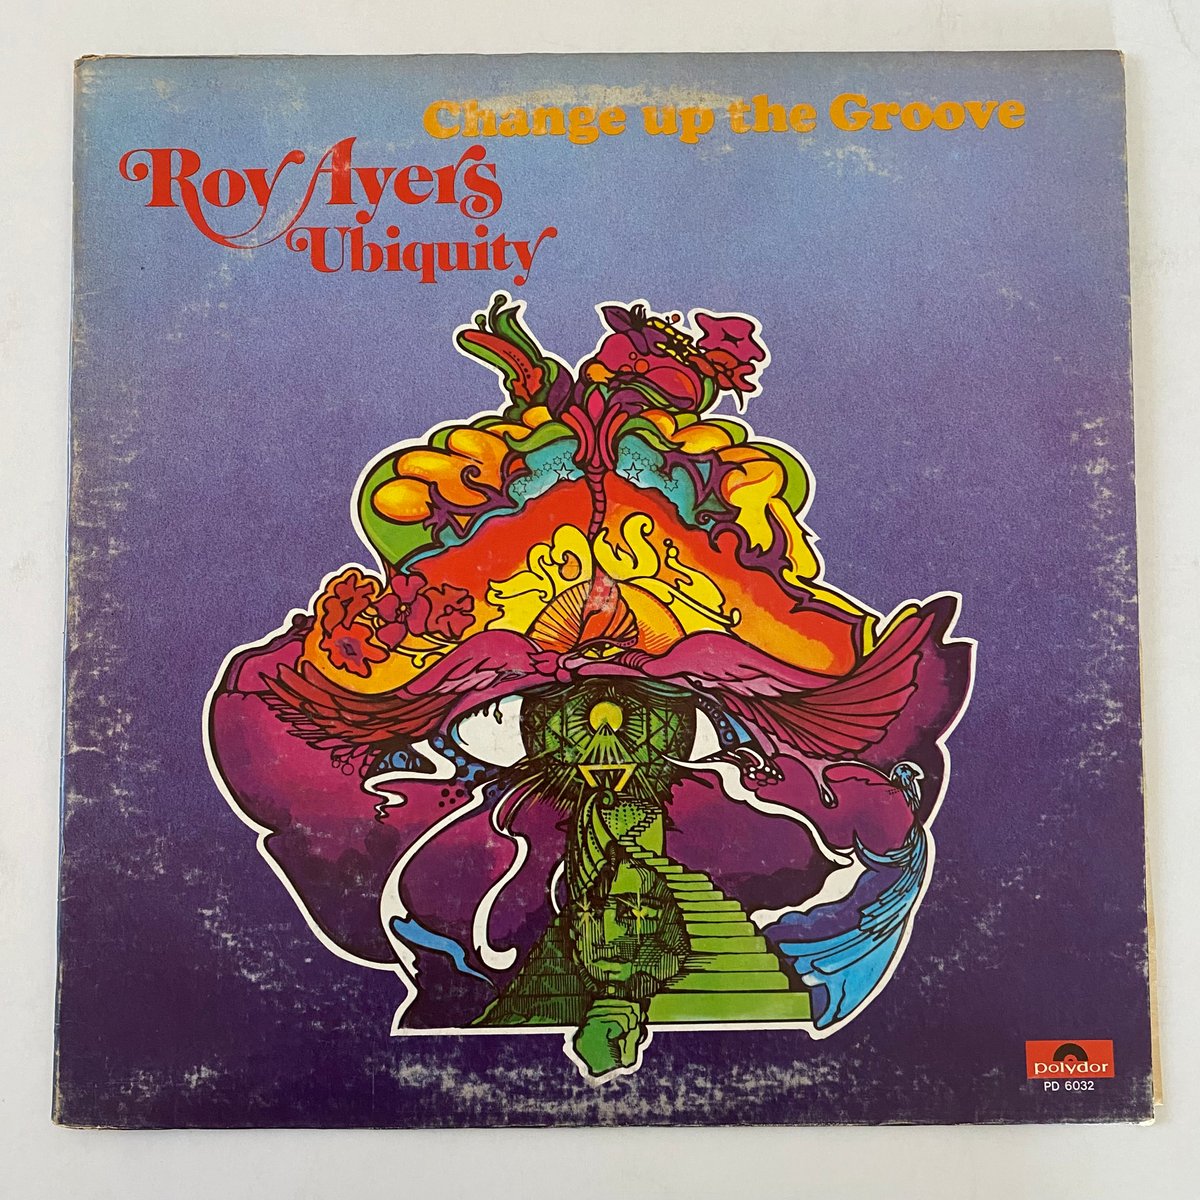 Change up the Groove
Roy Ayers
Ubiquity
polydor
PD 6032